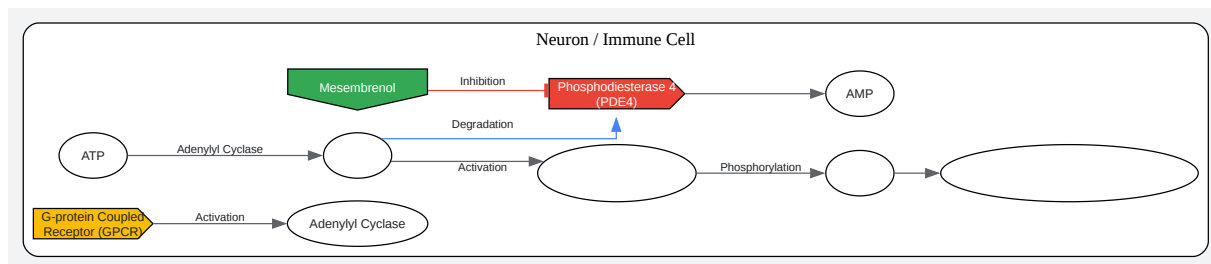 Neuron / Immune Cell
Mesembrenol
Inhibition
Phosphodiesterase 4
(PDE4)
AMP
Degradation
ATP
Adenylyl Cyclase
Activation
Phosphorylation
G-protein Coupled
Receptor (GPCR)
Activation
Adenylyl Cyclase